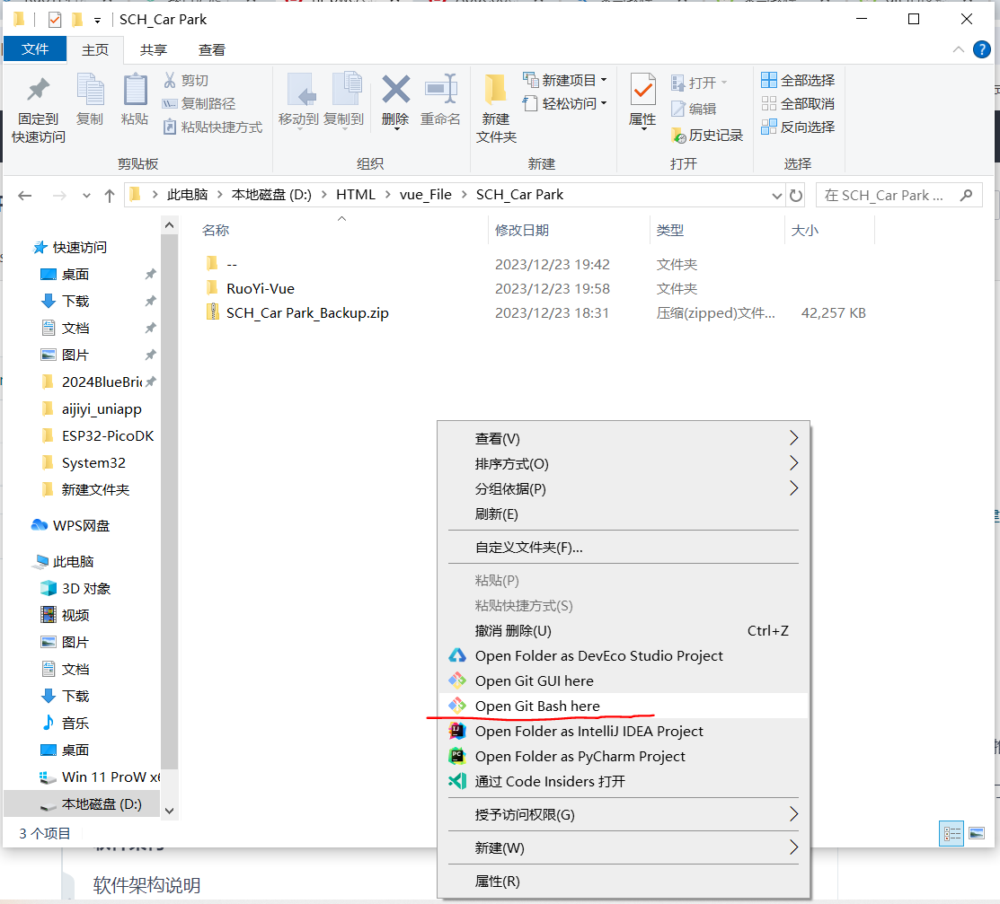 SCH_Car Park
文件 主页 共享 查看
固定到
快速访问
复制
粘贴
剪切
复制路径
粘贴快捷方式
剪贴板
移动到 复制到
删除 重命名
组织
新建
文件夹
新建项目
轻松访问
新建
属性
打开
编辑
历史记录
打开
全部选择
全部取消
反向选择
选择
此电脑 本地磁盘 (D:) HTML vue_File SCH_Car Park
在 SCH_Car Park ...
名称 修改日期 类型 大小
-- 2023/12/23 19:42 文件夹
RuoYi-Vue 2023/12/23 19:58 文件夹
SCH_Car Park_Backup.zip 2023/12/23 18:31 压缩(zipped)文件... 42,257 KB
快速访问
桌面
下载
文档
图片
2024BlueBri
aijiyi_uniapp
ESP32-PicoDK
System32
新建文件夹
WPS网盘
此电脑
3D 对象
视频
图片
文档
下载
音乐
桌面
Win 11 ProW x6
本地磁盘 (D:)
3 个项目
查看(V)
排序方式(O)
分组依据(P)
刷新(E)
自定义文件夹(F)...
粘贴(P)
粘贴快捷方式(S)
撤消 删除(U) Ctrl+Z
Open Folder as DevEco Studio Project
Open Git GUI here
Open Git Bash here
Open Folder as IntelliJ IDEA Project
Open Folder as PyCharm Project
通过 Code Insiders 打开
授予访问权限(G)
新建(W)
属性(R)
软件架构说明